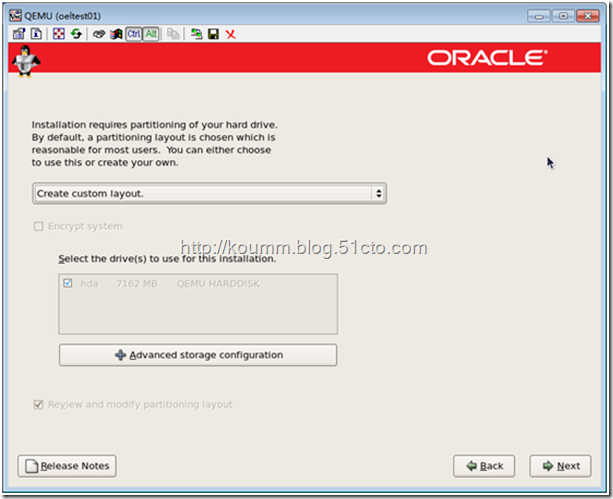 QEMU (oeltest01)
Ctrl Alt
ORACLE®
Installation requires partitioning of your hard drive.
By default, a partitioning layout is chosen which is
reasonable for most users. You can either choose
to use this or create your own.
Create custom layout.
Encrypt system
http://koumm.blog.51cto.com
Select the drive(s) to use for this installation.
hda 7162 MB QEMU HARDDISK
Advanced storage configuration
Review and modify partitioning layout
Release Notes Back Next